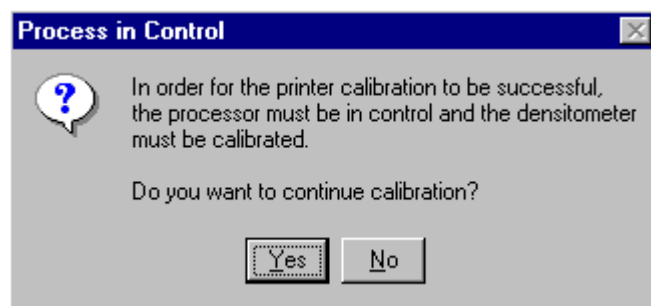 Process in Control
In order for the printer calibration to be successful,
the processor must be in control and the densitometer
must be calibrated.
Do you want to continue calibration?
Yes No